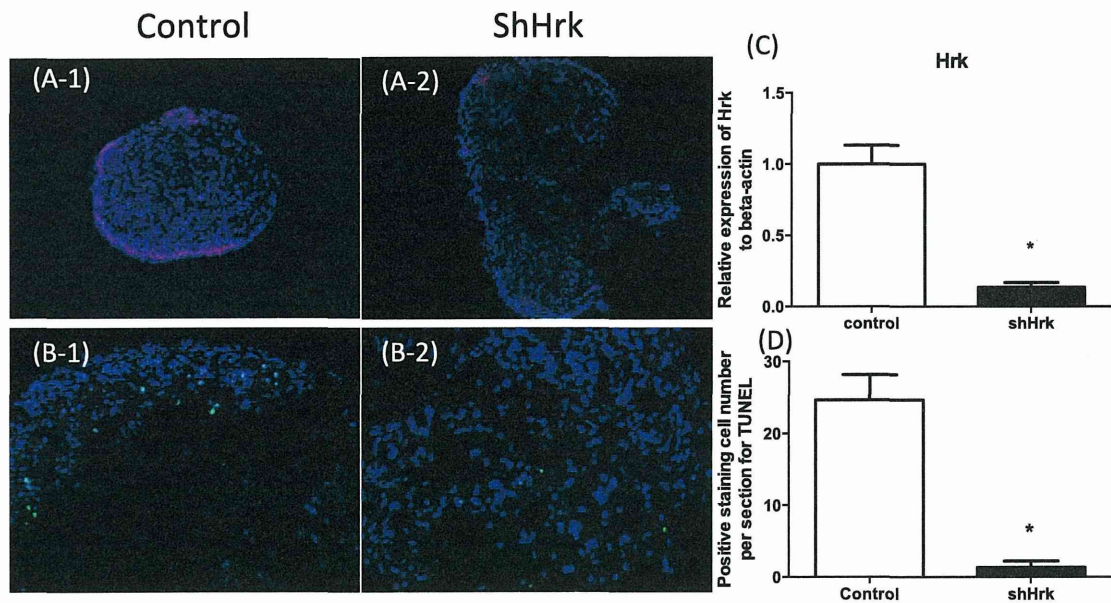 Control
ShHrk
(A-1)
(A-2)
(B-1)
(B-2)
(C)
Hrk
Relative expression of Hrk
to beta-actin
1.5
1.0
0.5
0.0
*
control
shHrk
(D)
Positive staining cell number
per section for TUNEL
30
20
10
0
*
Control
shHrk